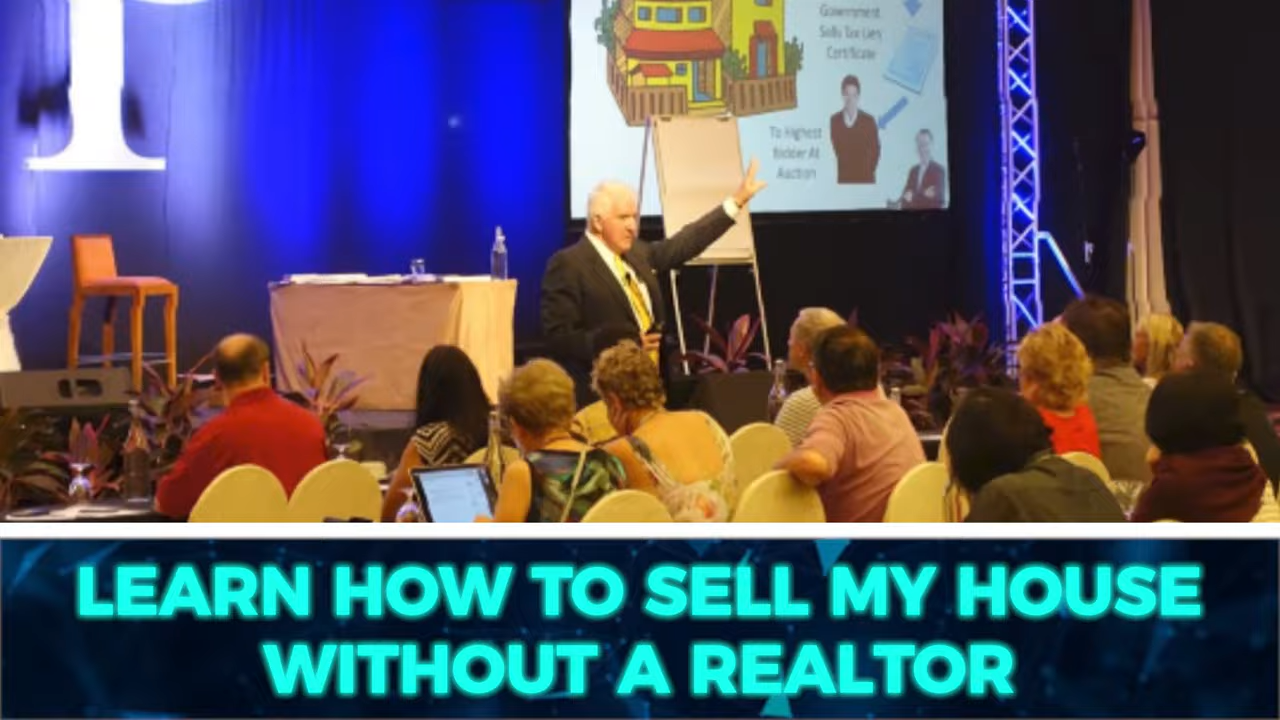 Government
Sells Tax Lien
Certificate
To Highest
Bidder At
Auction
LEARN HOW TO SELL MY HOUSE
WITHOUT A REALTOR